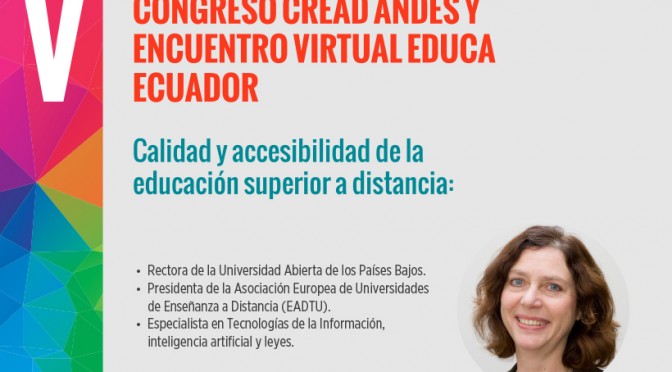 V
CONGRESO CREAD ANDES Y
ENCUENTRO VIRTUAL EDUCA
ECUADOR
Calidad y accesibilidad de la
educación superior a distancia:
• Rectora de la Universidad Abierta de los Países Bajos.
• Presidenta de la Asociación Europea de Universidades
de Enseñanza a Distancia (EADTU).
• Especialista en Tecnologías de la Información,
inteligencia artificial y leyes.